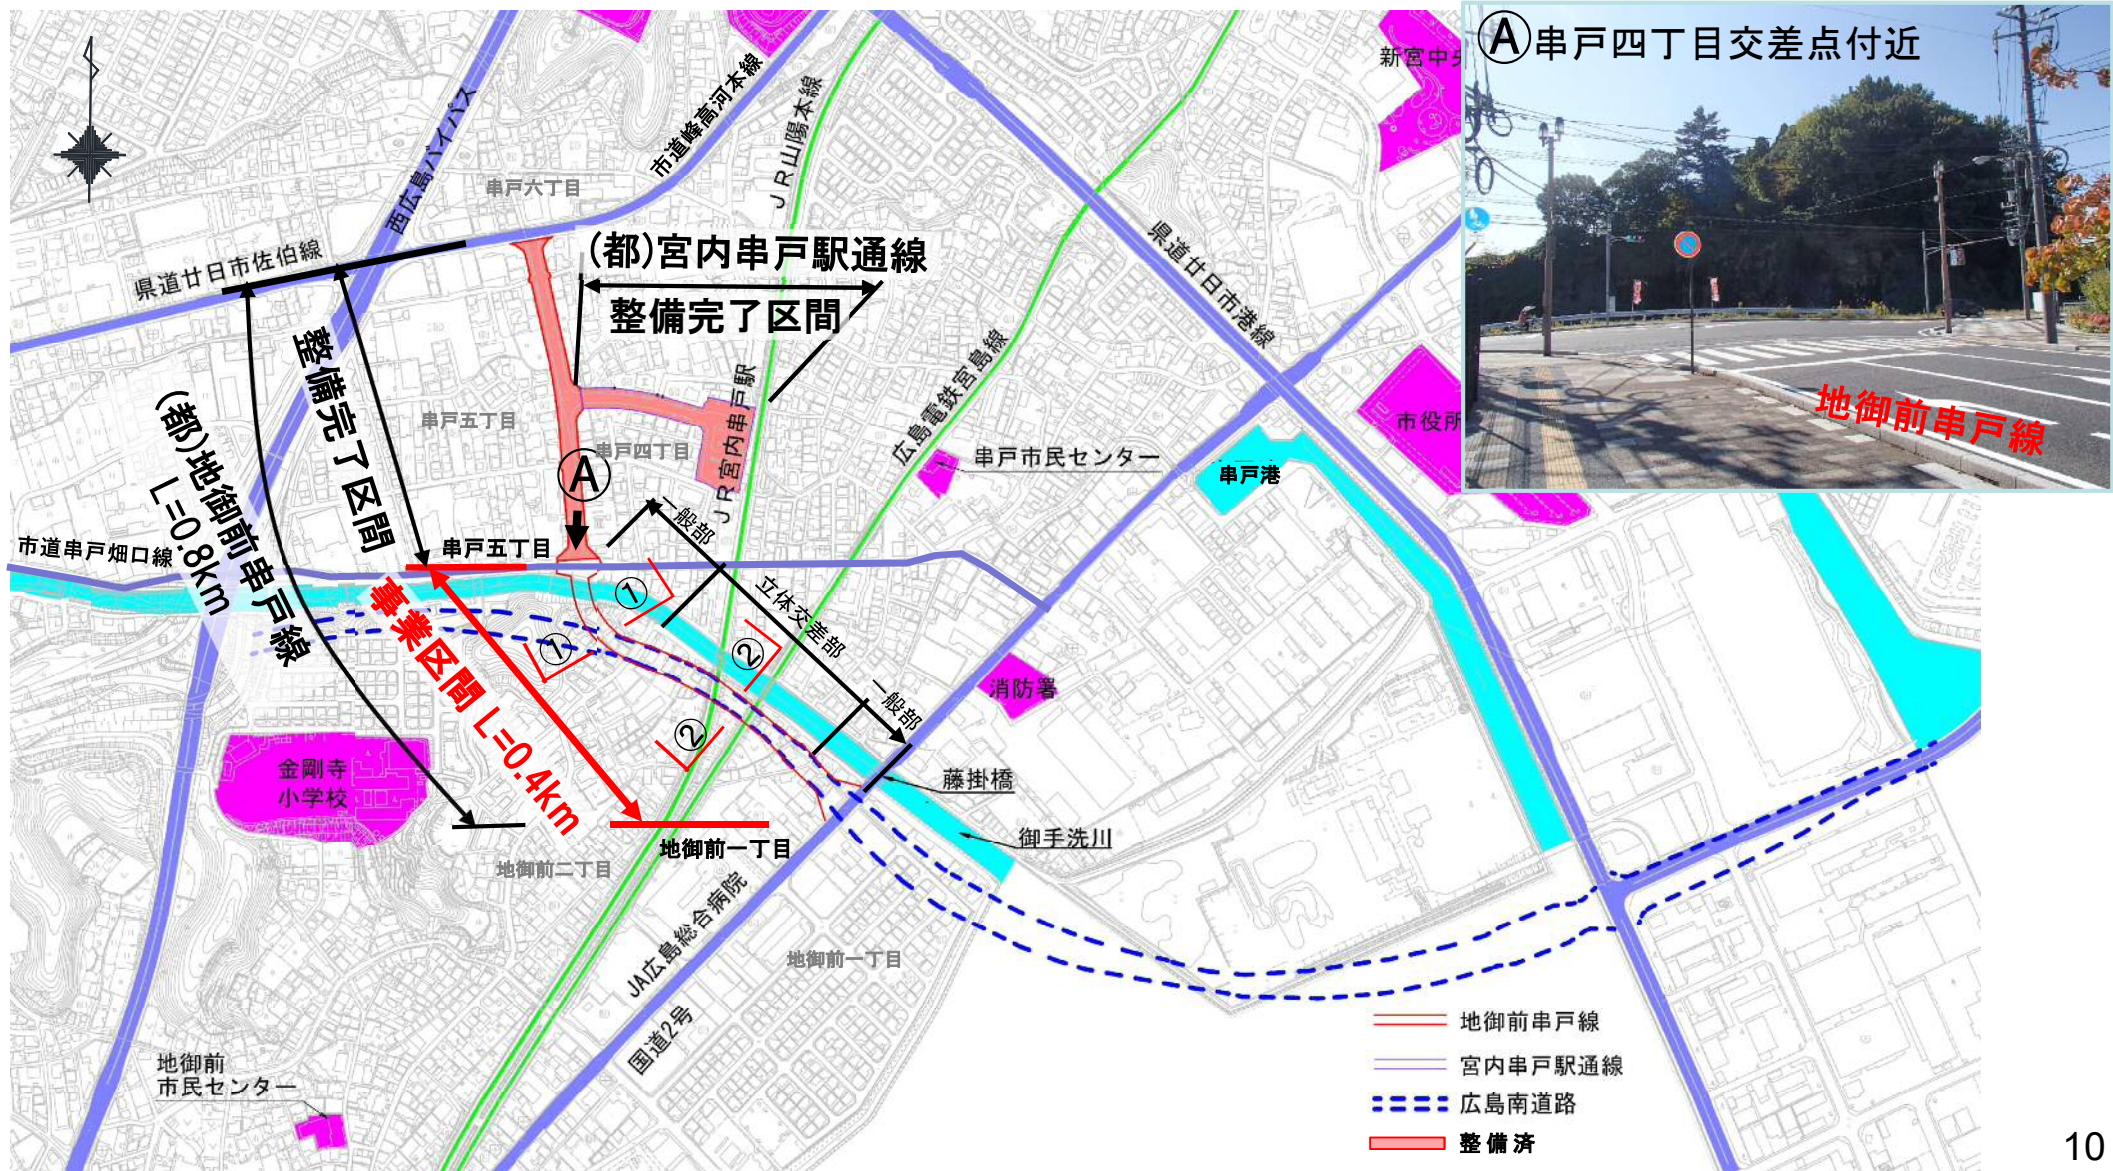 Ⓐ串戸四丁目交差点付近
地御前串戸線
新宮中央
市道峰高河本線
JR山陽本線
西広島バイパス
串戸六丁目
県道廿日市佐伯線
(都)宮内串戸駅通線
整備完了区間
県道廿日市港線
整備完了区間
(都)地御前串戸線
L=0.8km
串戸五丁目
串戸四丁目
JR宮内串戸駅
広島電鉄宮島線
串戸市民センター
市役所
串戸港
Ⓐ
市道串戸畑口線
串戸五丁目
一般部
立体交差部
一般部
①
①
②
②
事業区間 L=0.4km
消防署
金剛寺
小学校
藤掛橋
御手洗川
地御前一丁目
地御前二丁目
JA広島総合病院
地御前一丁目
国道2号
地御前
市民センター
地御前串戸線
宮内串戸駅通線
広島南道路
整備済
10